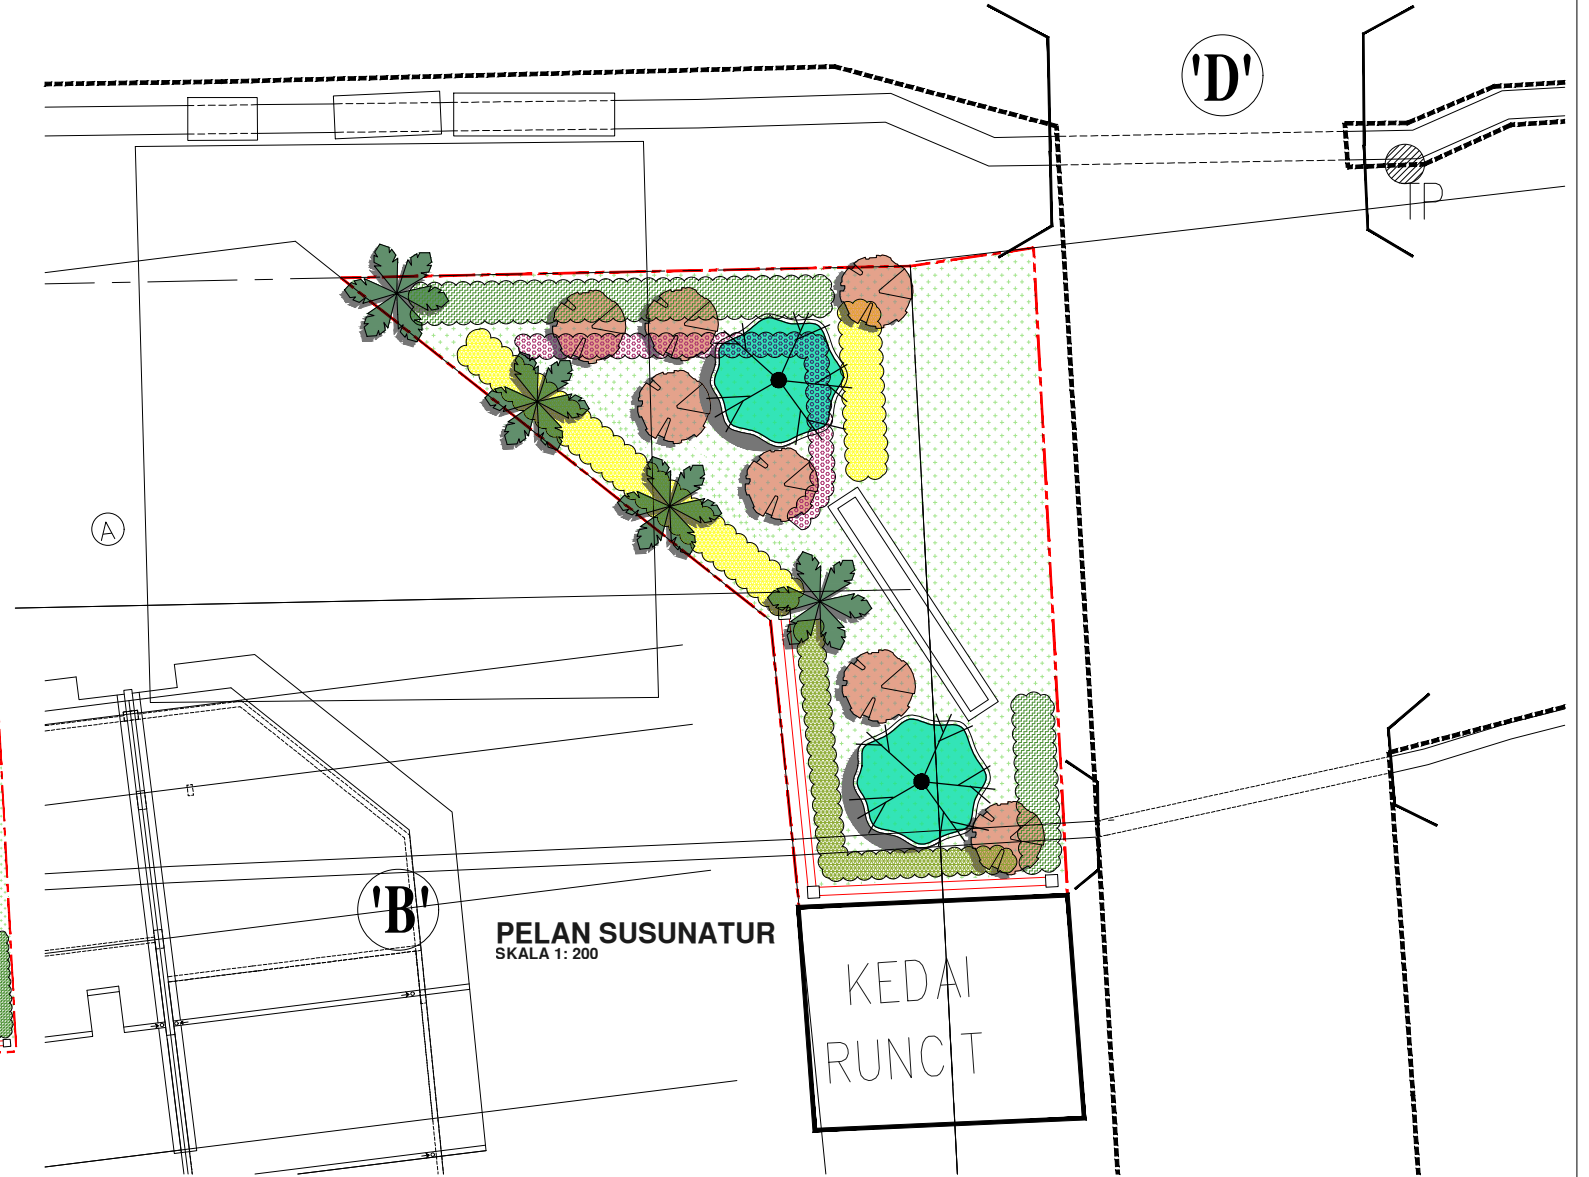 'D'
TP
A
'B'
PELAN SUSUNATUR
SKALA 1: 200
KEDAI
RUNCIT